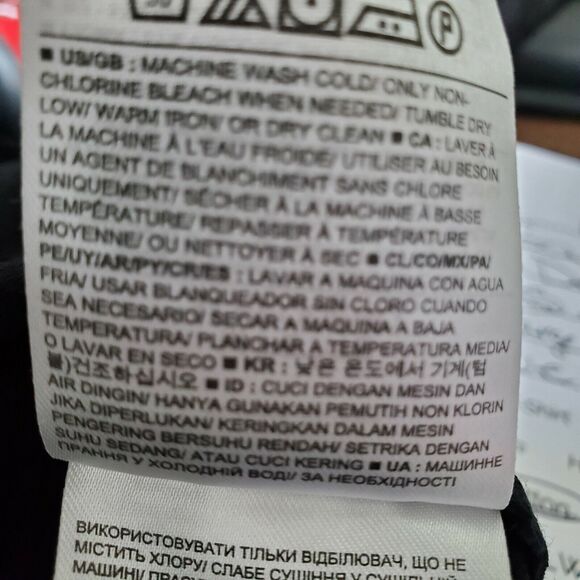 30
P
■ US/GB : MACHINE WASH COLD/ ONLY NON-
CHLORINE BLEACH WHEN NEEDED/ TUMBLE DRY
LOW/ WARM IRON/ OR DRY CLEAN ■ CA : LAVER À
LA MACHINE À L'EAU FROIDE/ UTILISER AU BESOIN
UN AGENT DE BLANCHIMENT SANS CHLORE
UNIQUEMENT/ SÉCHER À LA MACHINE À BASSE
TEMPÉRATURE/ REPASSER À TEMPÉRATURE
MOYENNE/ OU NETTOYER À SEC ■ CL/CO/MX/PA/
PE/UY/AR/PY/CR/ES : LAVAR A MAQUINA CON AGUA
FRIA/ USAR BLANQUEADOR SIN CLORO CUANDO
SEA NECESARIO/ SECAR A MAQUINA A BAJA
TEMPERATURA/ PLANCHAR A TEMPERATURA MEDIA/
O LAVAR EN SECO ■ KR : 낮은 온도에서 기계(텀
블)건조하십시오 ■ ID : CUCI DENGAN MESIN DAN
AIR DINGIN/ HANYA GUNAKAN PEMUTIH NON KLORIN
JIKA DIPERLUKAN/ KERINGKAN DALAM MESIN
PENGERING BERSUHU RENDAH/ SETRIKA DENGAN
SUHU SEDANG/ ATAU CUCI KERING ■ UA : МАШИННЕ
ПРАННЯ У ХОЛОДНІЙ ВОДІ/ ЗА НЕОБХІДНОСТІ
ВИКОРИСТОВУВАТИ ТІЛЬКИ ВІДБІЛЮВАЧ, ЩО НЕ
МІСТИТЬ ХЛОРУ/ СЛАБЕ СУШІННЯ У СУШИЛЬНІЙ
МАШИНІ/